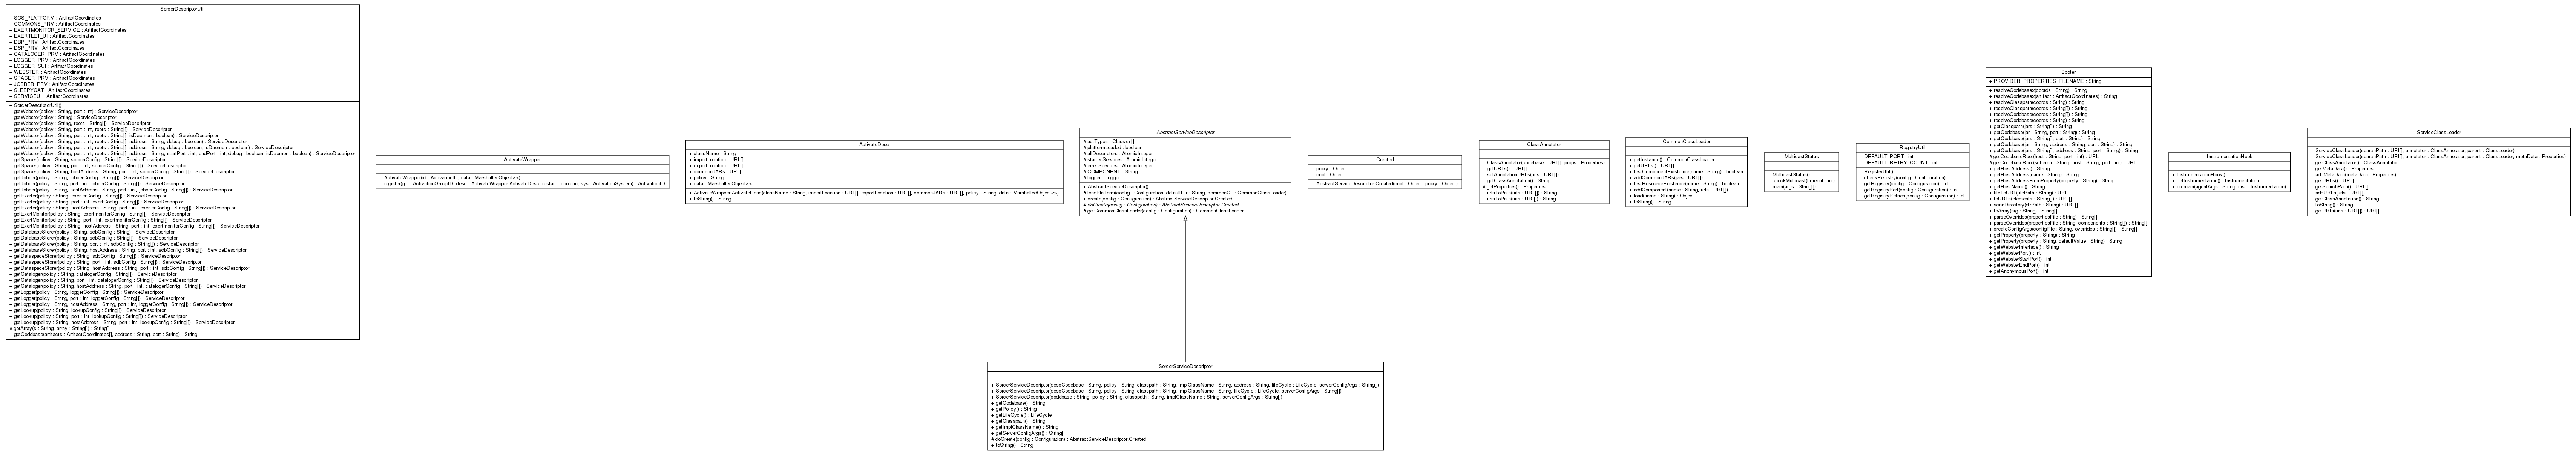 SorcerDescriptorUtil
+ SOS_PLATFORM : ArtifactCoordinates
+ COMMONS_PRV : ArtifactCoordinates
+ EXERTMONITOR_SERVICE : ArtifactCoordinates
+ EXERTLET_UI : ArtifactCoordinates
+ DBP_PRV : ArtifactCoordinates
+ DSP_PRV : ArtifactCoordinates
+ CATALOGER_PRV : ArtifactCoordinates
+ LOGGER_PRV : ArtifactCoordinates
+ LOGGER_SUI : ArtifactCoordinates
+ WEBSTER : ArtifactCoordinates
+ SPACER_PRV : ArtifactCoordinates
+ JOBBER_PRV : ArtifactCoordinates
+ SLEEPYCAT : ArtifactCoordinates
+ SERVICEUI : ArtifactCoordinates
+ SorcerDescriptorUtil()
+ getWebster(policy : String, port : int) : ServiceDescriptor
+ getWebster(policy : String) : ServiceDescriptor
+ getWebster(policy : String, roots : String[]) : ServiceDescriptor
+ getWebster(policy : String, port : int, roots : String[]) : ServiceDescriptor
+ getWebster(policy : String, port : int, roots : String[], isDaemon : boolean) : ServiceDescriptor
+ getWebster(policy : String, port : int, roots : String[], address : String, debug : boolean) : ServiceDescriptor
+ getWebster(policy : String, port : int, roots : String[], address : String, debug : boolean, isDaemon : boolean) : ServiceDescriptor
+ getWebster(policy : String, port : int, roots : String[], address : String, startPort : int, endPort : int, debug : boolean, isDaemon : boolean) : ServiceDescriptor
+ getSpacer(policy : String, spacerConfig : String[]) : ServiceDescriptor
+ getSpacer(policy : String, port : int, spacerConfig : String[]) : ServiceDescriptor
+ getSpacer(policy : String, hostAddress : String, port : int, spacerConfig : String[]) : ServiceDescriptor
+ getJobber(policy : String, jobberConfig : String[]) : ServiceDescriptor
+ getJobber(policy : String, port : int, jobberConfig : String[]) : ServiceDescriptor
+ getJobber(policy : String, hostAddress : String, port : int, jobberConfig : String[]) : ServiceDescriptor
+ getExerter(policy : String, exerterConfig : String[]) : ServiceDescriptor
+ getExerter(policy : String, port : int, exertConfig : String[]) : ServiceDescriptor
+ getExerter(policy : String, hostAddress : String, port : int, exerterConfig : String[]) : ServiceDescriptor
+ getExertMonitor(policy : String, exertmonitorConfig : String[]) : ServiceDescriptor
+ getExertMonitor(policy : String, port : int, exertmonitorConfig : String[]) : ServiceDescriptor
+ getExertMonitor(policy : String, hostAddress : String, port : int, exertmonitorConfig : String[]) : ServiceDescriptor
+ getDatabaseStorer(policy : String, sdbConfig : String) : ServiceDescriptor
+ getDatabaseStorer(policy : String, sdbConfig : String[]) : ServiceDescriptor
+ getDatabaseStorer(policy : String, port : int, sdbConfig : String[]) : ServiceDescriptor
+ getDatabaseStorer(policy : String, hostAddress : String, port : int, sdbConfig : String[]) : ServiceDescriptor
+ getDataspaceStorer(policy : String, sdbConfig : String[]) : ServiceDescriptor
+ getDataspaceStorer(policy : String, port : int, sdbConfig : String[]) : ServiceDescriptor
+ getDataspaceStorer(policy : String, hostAddress : String, port : int, sdbConfig : String[]) : ServiceDescriptor
+ getCataloger(policy : String, catalogerConfig : String[]) : ServiceDescriptor
+ getCataloger(policy : String, port : int, catalogerConfig : String[]) : ServiceDescriptor
+ getCataloger(policy : String, hostAddress : String, port : int, catalogerConfig : String[]) : ServiceDescriptor
+ getLogger(policy : String, loggerConfig : String[]) : ServiceDescriptor
+ getLogger(policy : String, port : int, loggerConfig : String[]) : ServiceDescriptor
+ getLogger(policy : String, hostAddress : String, port : int, loggerConfig : String[]) : ServiceDescriptor
+ getLookup(policy : String, lookupConfig : String[]) : ServiceDescriptor
+ getLookup(policy : String, port : int, lookupConfig : String[]) : ServiceDescriptor
+ getLookup(policy : String, hostAddress : String, port : int, lookupConfig : String[]) : ServiceDescriptor
# getArray(s : String, array : String[]) : String[]
+ getCodebase(artifacts : ArtifactCoordinates[], address : String, port : String) : String
ActivateWrapper
+ ActivateWrapper(id : ActivationID, data : MarshalledObject<>)
+ register(gid : ActivationGroupID, desc : ActivateWrapper.ActivateDesc, restart : boolean, sys : ActivationSystem) : ActivationID
ActivateDesc
+ className : String
+ importLocation : URL[]
+ exportLocation : URL[]
+ commonJARs : URL[]
+ policy : String
+ data : MarshalledObject<>
+ ActivateWrapper.ActivateDesc(className : String, importLocation : URL[], exportLocation : URL[], commonJARs : URL[], policy : String, data : MarshalledObject<>)
+ toString() : String
AbstractServiceDescriptor
# actTypes : Class<>[]
# platformLoaded : boolean
# allDescriptors : AtomicInteger
# startedServices : AtomicInteger
# erredServices : AtomicInteger
# COMPONENT : String
# logger : Logger
+ AbstractServiceDescriptor()
# loadPlatform(config : Configuration, defaultDir : String, commonCL : CommonClassLoader)
+ create(config : Configuration) : AbstractServiceDescriptor.Created
# doCreate(config : Configuration) : AbstractServiceDescriptor.Created
# getCommonClassLoader(config : Configuration) : CommonClassLoader
SorcerServiceDescriptor
+ SorcerServiceDescriptor(descCodebase : String, policy : String, classpath : String, implClassName : String, address : String, lifeCycle : LifeCycle, serverConfigArgs : String[])
+ SorcerServiceDescriptor(descCodebase : String, policy : String, classpath : String, implClassName : String, lifeCycle : LifeCycle, serverConfigArgs : String[])
+ SorcerServiceDescriptor(codebase : String, policy : String, classpath : String, implClassName : String, serverConfigArgs : String[])
+ getCodebase() : String
+ getPolicy() : String
+ getLifeCycle() : LifeCycle
+ getClasspath() : String
+ getImplClassName() : String
+ getServerConfigArgs() : String[]
# doCreate(config : Configuration) : AbstractServiceDescriptor.Created
+ toString() : String
Created
+ proxy : Object
+ impl : Object
+ AbstractServiceDescriptor.Created(impl : Object, proxy : Object)
ClassAnnotator
+ ClassAnnotator(codebase : URL[], props : Properties)
+ getURLs() : URL[]
+ setAnnotationURLs(urls : URL[])
+ getClassAnnotation() : String
+ getProperties() : Properties
+ urlsToPath(urls : URL[]) : String
+ urisToPath(uris : URI[]) : String
CommonClassLoader
+ getInstance() : CommonClassLoader
+ getURLs() : URL[]
+ testComponentExistence(name : String) : boolean
+ testResourceExistence(name : String) : boolean
+ addCommonJARs(jars : URL[])
+ addComponent(name : String, urls : URL[])
+ load(name : String) : Object
+ toString() : String
MulticastStatus
+ MulticastStatus()
+ checkMulticast(timeout : int)
+ main(args : String[])
RegistryUtil
+ DEFAULT_PORT : int
+ DEFAULT_RETRY_COUNT : int
+ RegistryUtil()
+ checkRegistry(config : Configuration)
+ getRegistry(config : Configuration) : int
+ getRegistryPort(config : Configuration) : int
+ getRegistryRetries(config : Configuration) : int
Booter
+ PROVIDER_PROPERTIES_FILENAME : String
+ resolveCodebase2(coords : String) : String
+ resolveCodebase2(artifact : ArtifactCoordinates) : String
+ resolveClasspath(coords : String) : String
+ resolveClasspath(coords : String[]) : String
+ resolveCodebase(coords : String) : String
+ getClasspath(jars : String[]) : String
+ getCodebase(jar : String, port : String) : String
+ getCodebase(jars : String[], port : String) : String
+ getCodebase(jar : String, address : String, port : String) : String
+ getCodebase(jars : String[], address : String, port : String) : String
# getCodebaseRoot(host : String, port : int) : URL
# getCodebaseRoot(scheme : String, host : String, port : int) : URL
+ getHostAddress() : String
+ getHostAddress(name : String) : String
+ getHostAddressFromProperty(property : String) : String
+ getHostName() : String
+ fileToURL(filePath : String) : URL
+ toURLs(elements : String[]) : URL[]
+ scanDirectory(dirPath : String) : URL[]
+ toArray(arg : String) : String[]
+ parseOverrides(propertiesFile : String) : String[]
+ parseOverrides(propertiesFile : String, components : String[]) : String[]
+ createConfigArgs(configFile : String, overrides : String[]) : String[]
+ getProperty(property : String) : String
+ getProperty(property : String, defaultValue : String) : String
+ getWebsterInterface() : String
+ getWebsterPort() : int
+ getWebsterStartPort() : int
+ getWebsterEndPort() : int
+ getAnonymousPort() : int
InstrumentationHook
+ InstrumentationHook()
+ getInstrumentation() : Instrumentation
+ premain(agentArgs : String, inst : Instrumentation)
ServiceClassLoader
+ ServiceClassLoader(searchPath : URI[], annotator : ClassAnnotator, parent : ClassLoader)
+ ServiceClassLoader(searchPath : URI[], annotator : ClassAnnotator, parent : ClassLoader, metaData : Properties)
+ getClassAnnotator() : ClassAnnotator
+ getMetaData() : Properties
+ addMetaData(metaData : Properties)
+ getURLs() : URL[]
+ getSearchPath() : URL[]
+ addURLs(urls : URL[])
+ getClassAnnotation() : String
+ toString() : String
+ getURIs(urls : URL[]) : URI[]